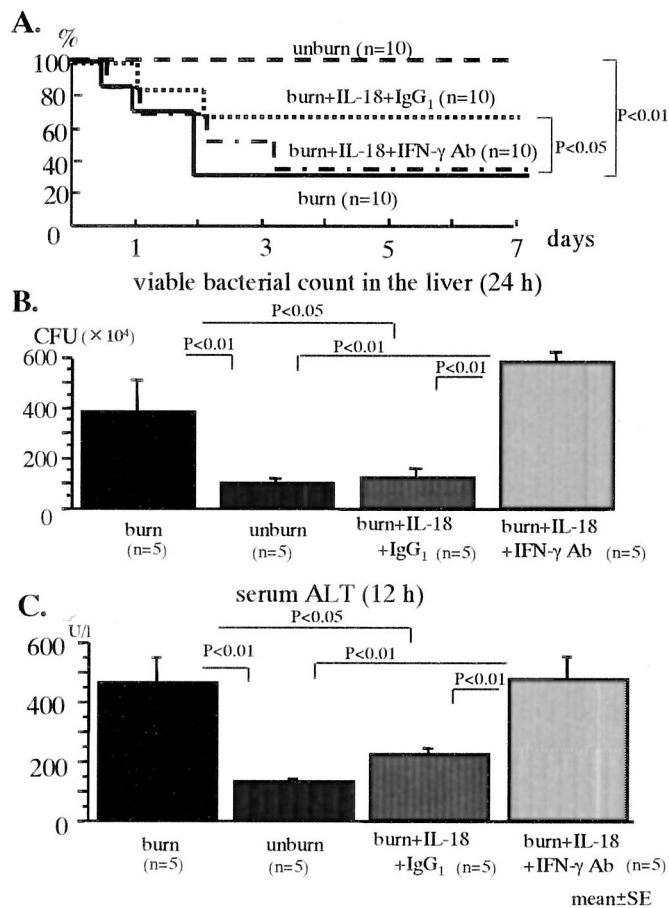 A.
%
100
80
60
40
20
0
unburn (n=10)
burn+IL-18+IgG₁ (n=10)
burn+IL-18+IFN-γ Ab (n=10)
burn (n=10)
P<0.05
P<0.01
1 3 5 7 days
viable bacterial count in the liver (24 h)
B.
CFU (×10⁴)
600
400
200
0
P<0.05
P<0.01
P<0.01
P<0.01
burn
(n=5)
unburn
(n=5)
burn+IL-18
+IgG₁ (n=5)
burn+IL-18
+IFN-γ Ab (n=5)
serum ALT (12 h)
C.
U/l
600
400
200
0
P<0.05
P<0.01
P<0.01
P<0.01
burn
(n=5)
unburn
(n=5)
burn+IL-18
+IgG₁ (n=5)
burn+IL-18
+IFN-γ Ab (n=5)
mean±SE